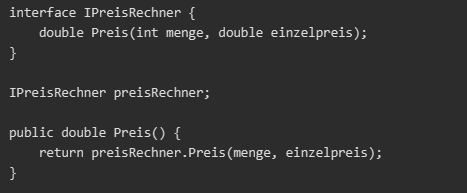 interface IPreisRechner {
    double Preis(int menge, double einzelpreis);
}

IPreisRechner preisRechner;

public double Preis() {
    return preisRechner.Preis(menge, einzelpreis);
}